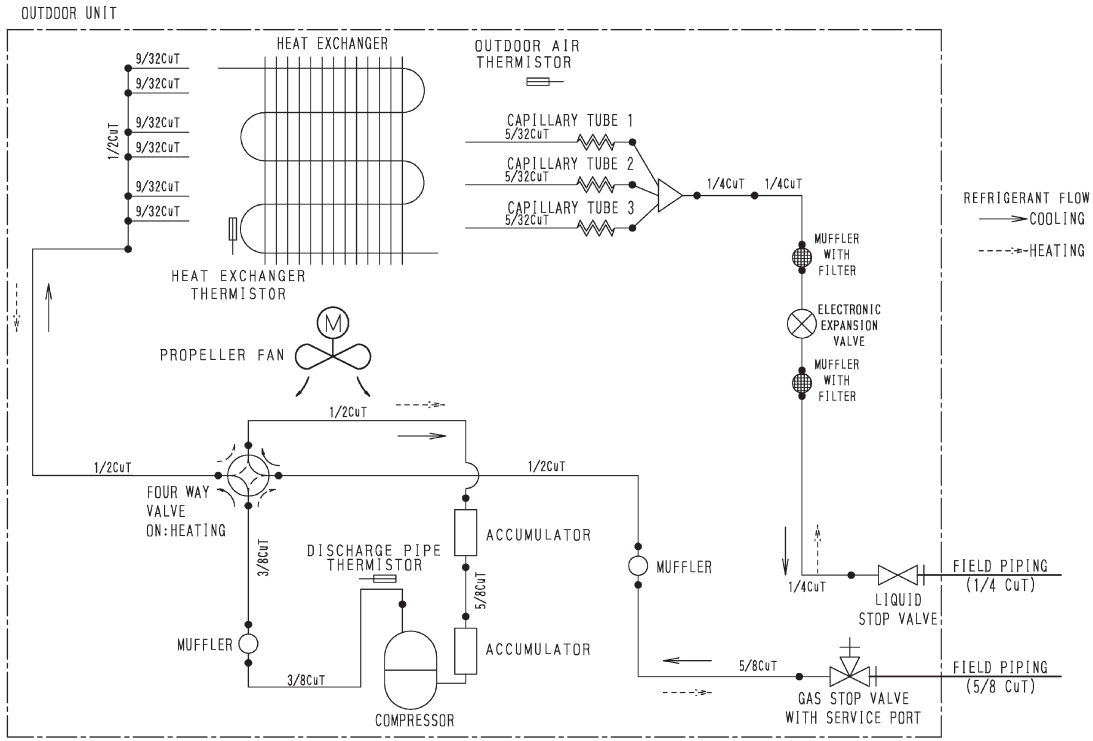 OUTDOOR UNIT
HEAT EXCHANGER
OUTDOOR AIR
THERMISTOR
9/32CuT
9/32CuT
9/32CuT
9/32CuT
9/32CuT
9/32CuT
1/2CuT
CAPILLARY TUBE 1
5/32CuT
CAPILLARY TUBE 2
5/32CuT
CAPILLARY TUBE 3
5/32CuT
1/4CuT
1/4CuT
REFRIGERANT FLOW
COOLING
HEATING
MUFFLER
WITH
FILTER
ELECTRONIC
EXPANSION
VALVE
MUFFLER
WITH
FILTER
HEAT EXCHANGER
THERMISTOR
M
PROPELLER FAN
1/2CuT
1/2CuT
1/2CuT
FOUR WAY
VALVE
ON:HEATING
3/8CuT
DISCHARGE PIPE
THERMISTOR
ACCUMULATOR
5/8CuT
ACCUMULATOR
MUFFLER
MUFFLER
3/8CuT
COMPRESSOR
1/4CuT
LIQUID
STOP VALVE
FIELD PIPING
(1/4 CuT)
5/8CuT
GAS STOP VALVE
WITH SERVICE PORT
FIELD PIPING
(5/8 CuT)